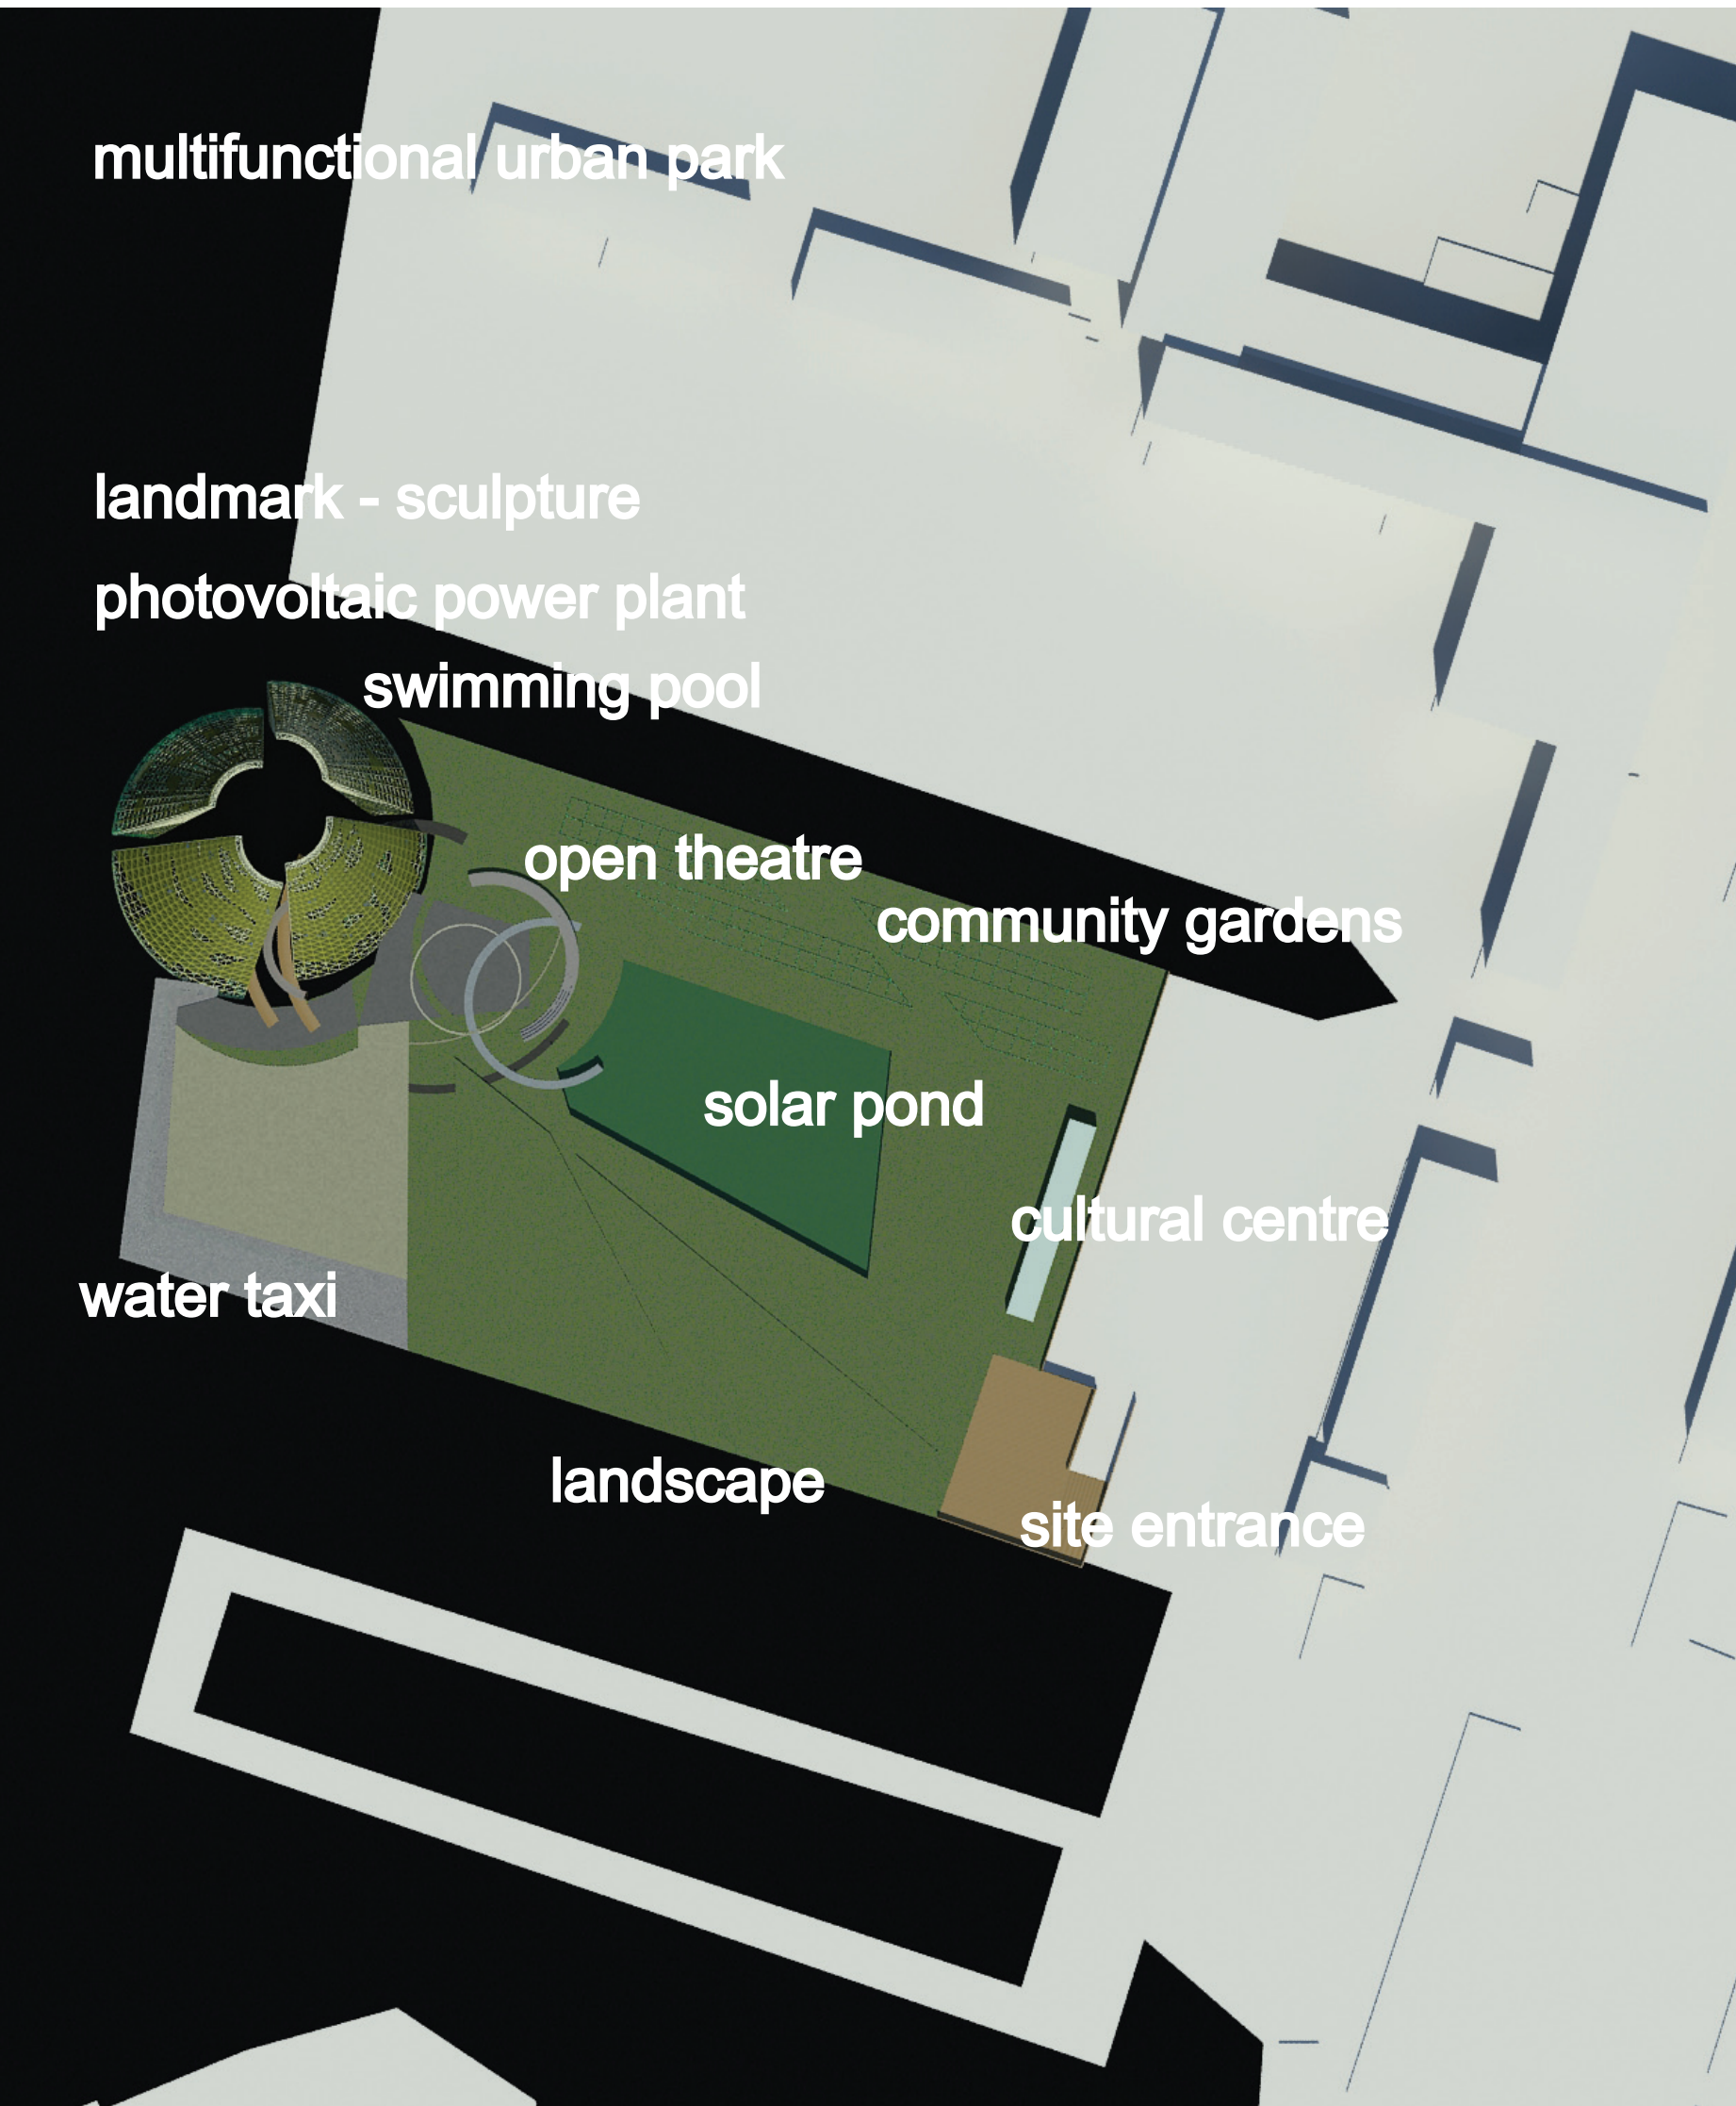 multifunctional urban park
landmark - sculpture
photovoltaic power plant
swimming pool
open theatre
community gardens
solar pond
cultural centre
water taxi
landscape
site entrance